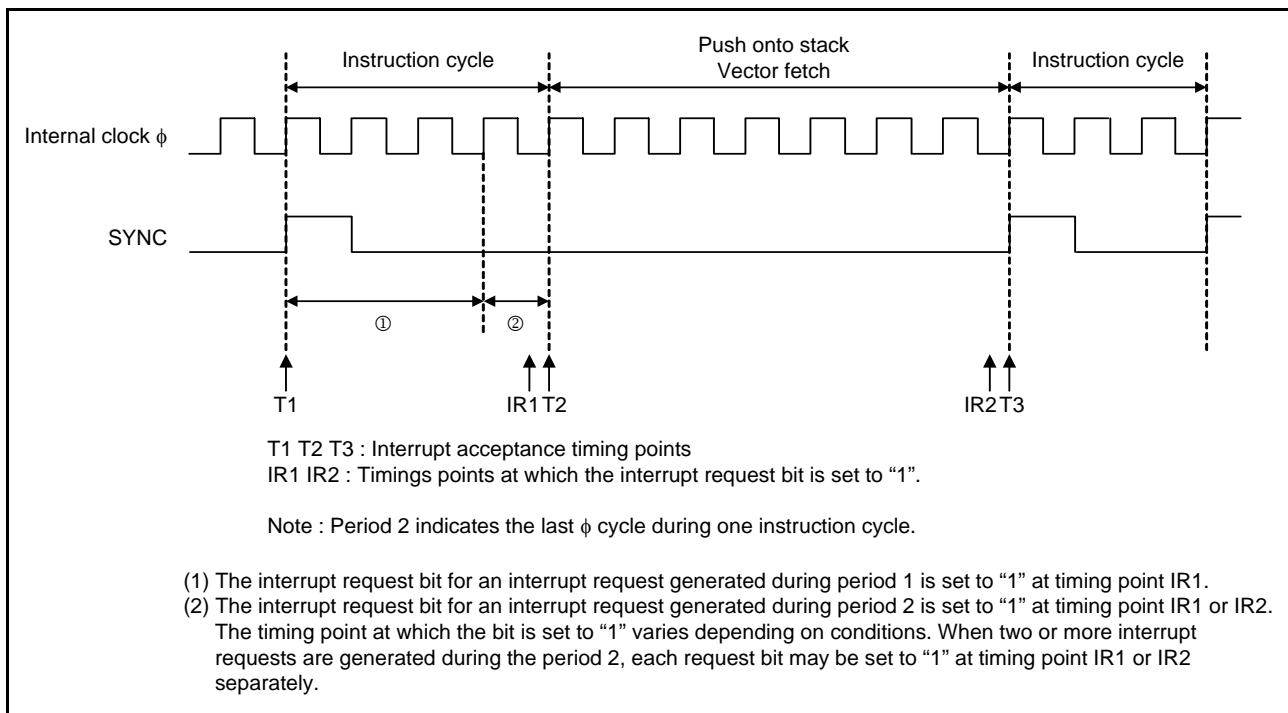 Instruction cycle
Push onto stack
Vector fetch
Instruction cycle
Internal clock ϕ
SYNC
① ②
T1 IR1 T2 IR2 T3
T1 T2 T3 : Interrupt acceptance timing points
IR1 IR2 : Timings points at which the interrupt request bit is set to “1”.
Note : Period 2 indicates the last ϕ cycle during one instruction cycle.
(1) The interrupt request bit for an interrupt request generated during period 1 is set to “1” at timing point IR1.
(2) The interrupt request bit for an interrupt request generated during period 2 is set to “1” at timing point IR1 or IR2.
The timing point at which the bit is set to “1” varies depending on conditions. When two or more interrupt
requests are generated during the period 2, each request bit may be set to “1” at timing point IR1 or IR2
separately.